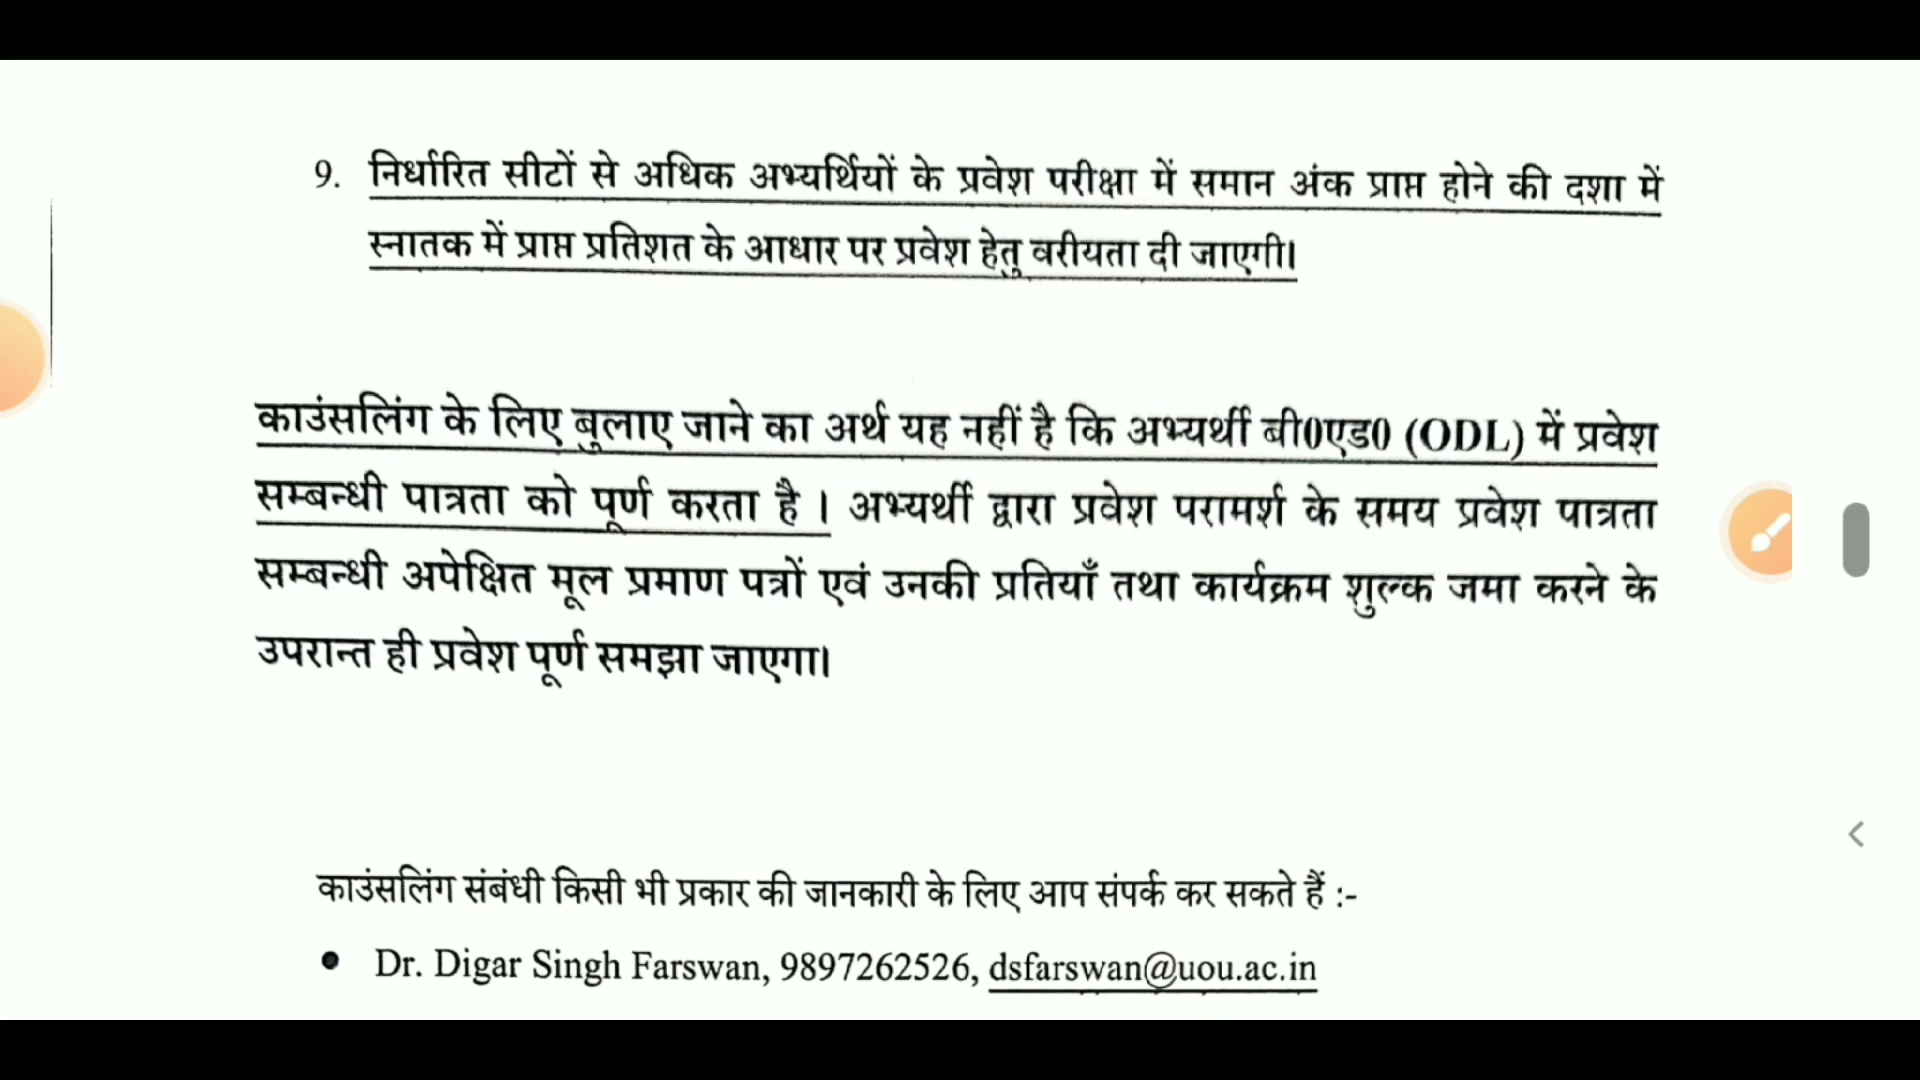 9. निर्धारित सीटों से अधिक अभ्यर्थियों के प्रवेश परीक्षा में समान अंक प्राप्त होने की दशा में
स्नातक में प्राप्त प्रतिशत के आधार पर प्रवेश हेतु वरीयता दी जाएगी।
काउंसलिंग के लिए बुलाए जाने का अर्थ यह नहीं है कि अभ्यर्थी बी0एड0 (ODL) में प्रवेश
सम्बन्धी पात्रता को पूर्ण करता है । अभ्यर्थी द्वारा प्रवेश परामर्श के समय प्रवेश पात्रता
सम्बन्धी अपेक्षित मूल प्रमाण पत्रों एवं उनकी प्रतियाँ तथा कार्यक्रम शुल्क जमा करने के
उपरान्त ही प्रवेश पूर्ण समझा जाएगा।
काउंसलिंग संबंधी किसी भी प्रकार की जानकारी के लिए आप संपर्क कर सकते हैं :-
• Dr. Digar Singh Farswan, 9897262526, dsfarswan@uou.ac.in